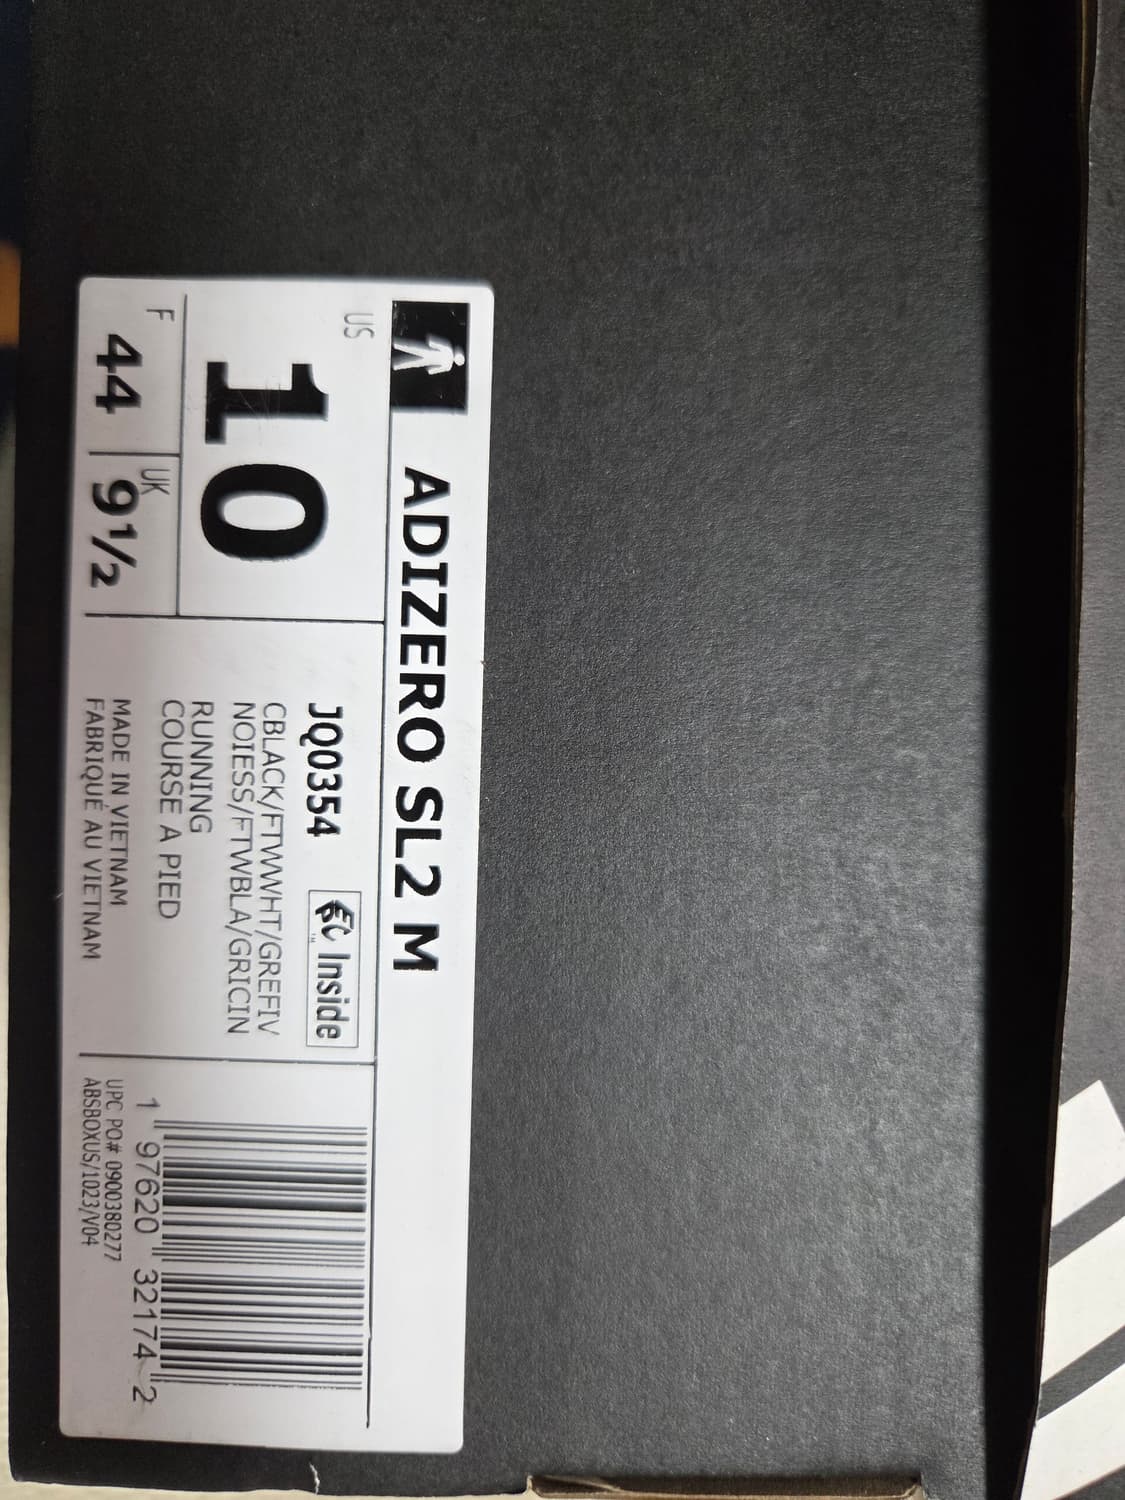 ADIZERO SL2 M
US
10
F
44
UK
9½
JQ0354
Inside
TM
CBLACK/FTWWHT/GREFIV
NOIESS/FTWBLA/GRICIN
RUNNING
COURSE A PIED
MADE IN VIETNAM
FABRIQUÉ AU VIETNAM
1 97620 32174 2
UPC PO# 0900380277
ABSBOXUS/1023/V04